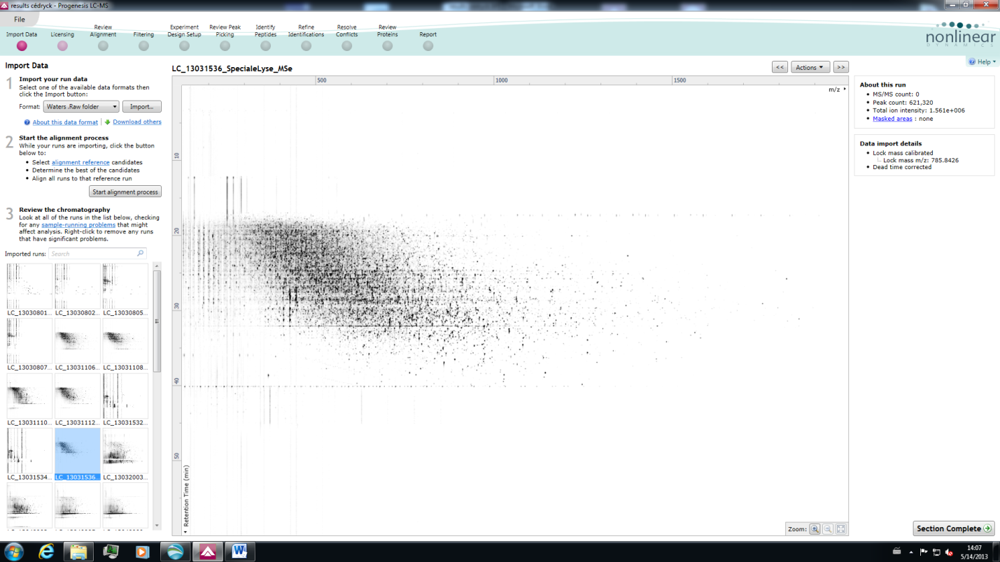 results cédryck - Progenesis LC-MS
File
Import Data
Licensing
Review
Alignment
Filtering
Experiment
Design Setup
Review Peak
Picking
Identify
Peptides
Refine
Identifications
Resolve
Conflicts
Review
Proteins
Report
nonlinear
DYNAMICS
Help
Import Data
1 Import your run data
Select one of the available data formats then
click the Import button:
Format: Waters .Raw folder Import...
About this data format Download others
2 Start the alignment process
While your runs are importing, click the button
below to:
• Select alignment reference candidates
• Determine the best of the candidates
• Align all runs to that reference run
Start alignment process
3 Review the chromatography
Look at all of the runs in the list below, checking
for any sample-running problems that might
affect analysis. Right-click to remove any runs
that have significant problems.
Imported runs: Search
LC_13030801... LC_13030802... LC_13030805...
LC_13030807... LC_13031106... LC_13031108...
LC_13031110... LC_13031112... LC_13031532...
LC_13031534... LC_13031536... LC_13032003...
LC_13031536_SpecialeLyse_MSe
<< Actions >>
500 1000 1500
m/z
10
20
30
40
50
Retention Time (min)
Zoom:
About this run
• MS/MS count: 0
• Peak count: 621,320
• Total ion intensity: 1.561e+006
• Masked areas : none
Data import details
• Lock mass calibrated
Lock mass m/z: 785.8426
• Dead time corrected
Section Complete
14:07
5/14/2013